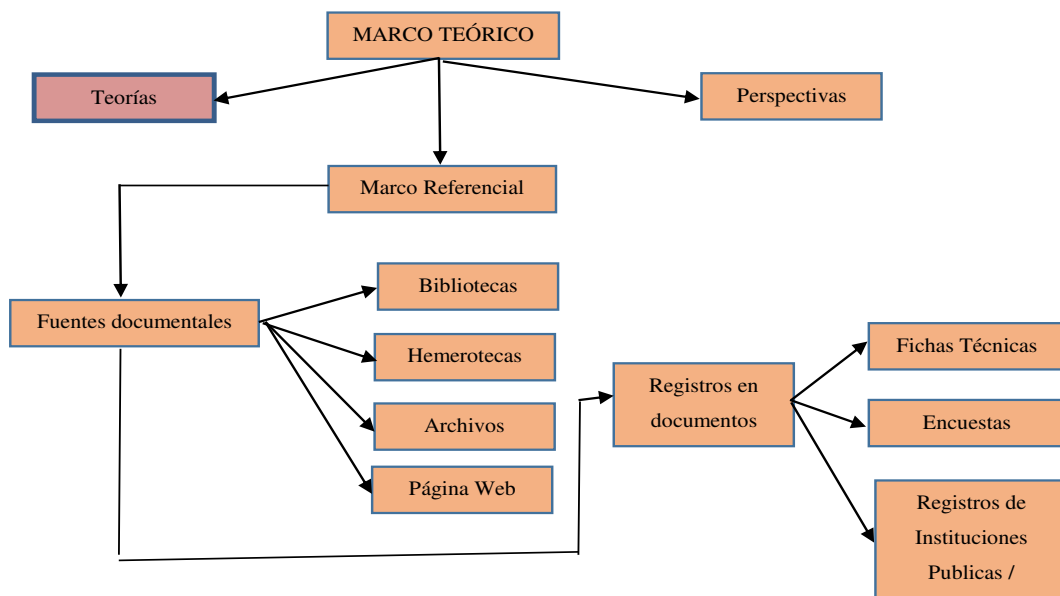 MARCO TEÓRICO
Teorías
Perspectivas
Marco Referencial
Fuentes documentales
Bibliotecas
Hemerotecas
Archivos
Página Web
Registros en
documentos
Fichas Técnicas
Encuestas
Registros de
Instituciones
Publicas /